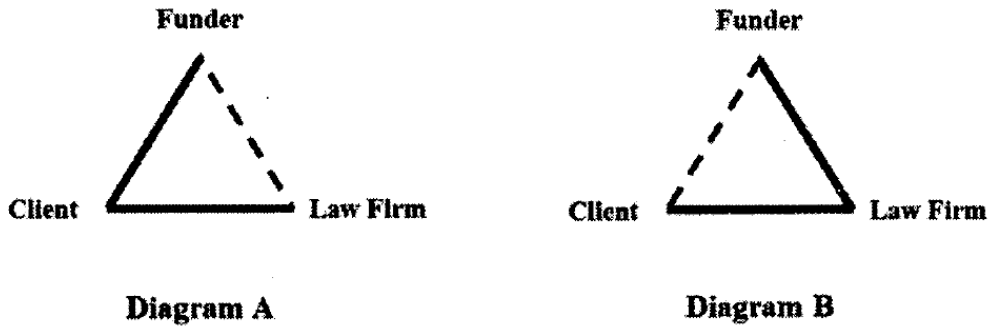 Funder
Client
Law Firm
Diagram A
Funder
Client
Law Firm
Diagram B